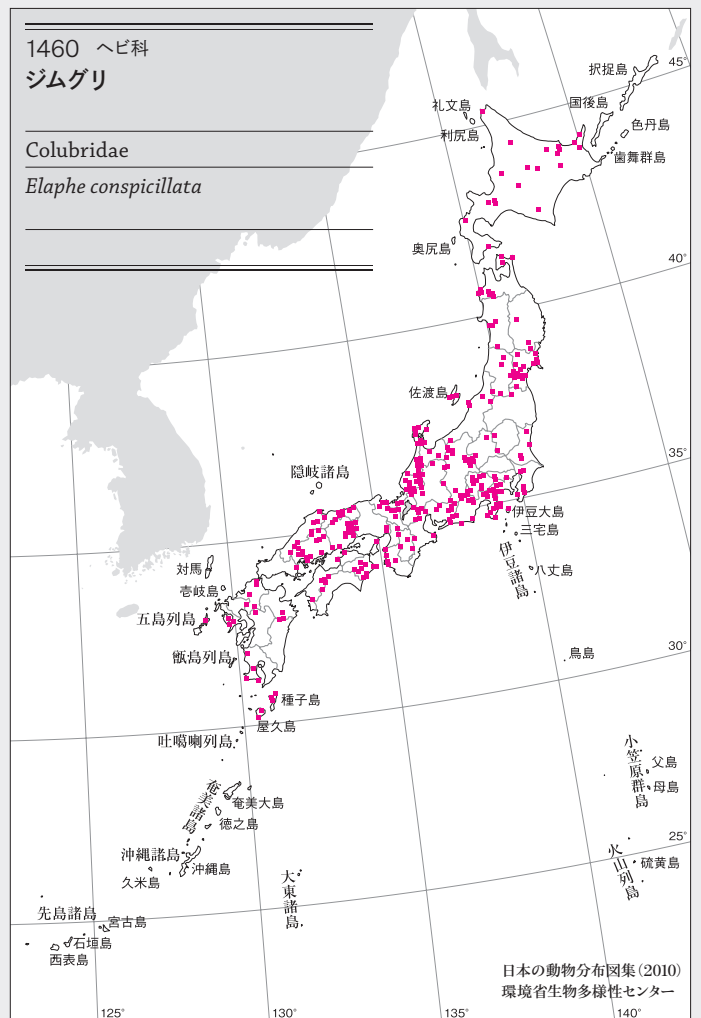 1460 ヘビ科
ジムグリ
Colubridae
Elaphe conspicillata
択捉島
45°
国後島
礼文島
色丹島
利尻島
歯舞群島
奥尻島
40°
佐渡島
35°
隠岐諸島
伊豆大島
三宅島
伊豆諸島
八丈島
対馬
壱岐島
五島列島
甑島列島
鳥島
30°
種子島
屋久島
吐噶喇列島
小笠原群島
父島
母島
奄美諸島
奄美大島
徳之島
25°
沖縄諸島
沖縄島
久米島
火山列島
硫黄島
大東諸島
先島諸島
宮古島
石垣島
西表島
日本の動物分布図集(2010)
環境省生物多様性センター
125°
130°
135°
140°